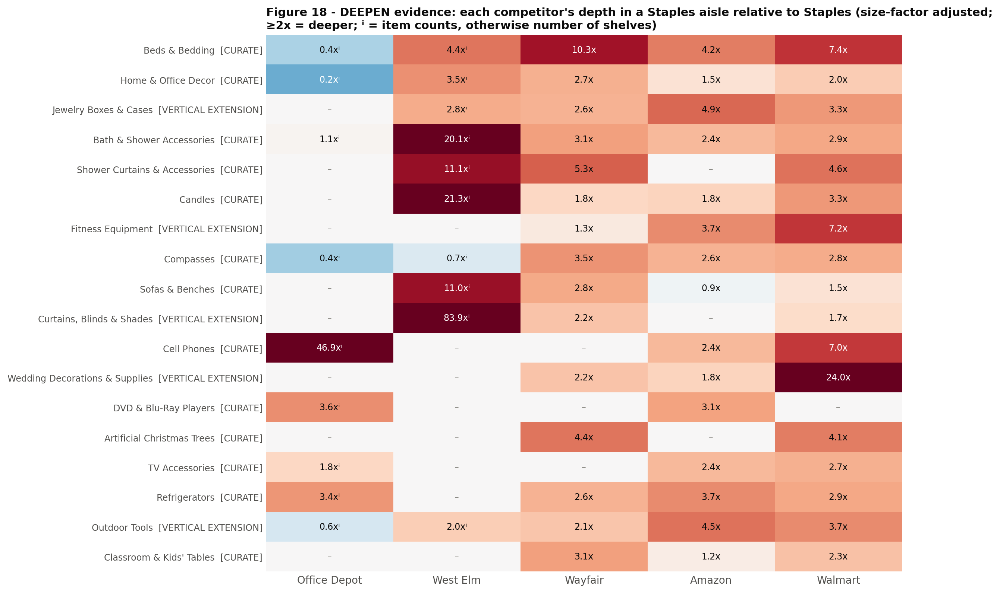 Figure 18 - DEEPEN evidence: each competitor's depth in a Staples aisle relative to Staples (size-factor adjusted;
≥2x = deeper; ⁱ = item counts, otherwise number of shelves)
Beds & Bedding [CURATE] 0.4xⁱ 4.4xⁱ 10.3x 4.2x 7.4x
Home & Office Decor [CURATE] 0.2xⁱ 3.5xⁱ 2.7x 1.5x 2.0x
Jewelry Boxes & Cases [VERTICAL EXTENSION] – 2.8xⁱ 2.6x 4.9x 3.3x
Bath & Shower Accessories [CURATE] 1.1xⁱ 20.1xⁱ 3.1x 2.4x 2.9x
Shower Curtains & Accessories [CURATE] – 11.1xⁱ 5.3x – 4.6x
Candles [CURATE] – 21.3xⁱ 1.8x 1.8x 3.3x
Fitness Equipment [VERTICAL EXTENSION] – – 1.3x 3.7x 7.2x
Compasses [CURATE] 0.4xⁱ 0.7xⁱ 3.5x 2.6x 2.8x
Sofas & Benches [CURATE] – 11.0xⁱ 2.8x 0.9x 1.5x
Curtains, Blinds & Shades [VERTICAL EXTENSION] – 83.9xⁱ 2.2x – 1.7x
Cell Phones [CURATE] 46.9xⁱ – – 2.4x 7.0x
Wedding Decorations & Supplies [VERTICAL EXTENSION] – – 2.2x 1.8x 24.0x
DVD & Blu-Ray Players [CURATE] 3.6xⁱ – – 3.1x –
Artificial Christmas Trees [CURATE] – – 4.4x – 4.1x
TV Accessories [CURATE] 1.8xⁱ – – 2.4x 2.7x
Refrigerators [CURATE] 3.4xⁱ – 2.6x 3.7x 2.9x
Outdoor Tools [VERTICAL EXTENSION] 0.6xⁱ 2.0xⁱ 2.1x 4.5x 3.7x
Classroom & Kids' Tables [CURATE] – – 3.1x 1.2x 2.3x
Office Depot West Elm Wayfair Amazon Walmart